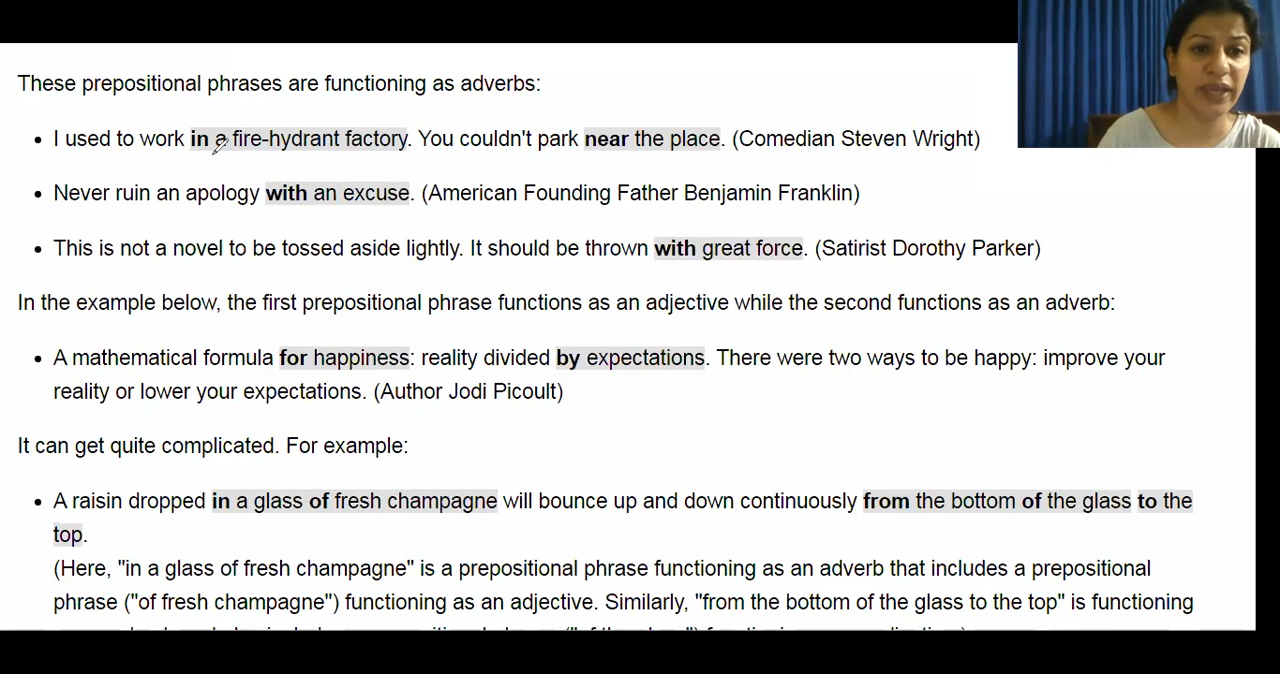 These prepositional phrases are functioning as adverbs:
I used to work in a fire-hydrant factory. You couldn't park near the place. (Comedian Steven Wright)
Never ruin an apology with an excuse. (American Founding Father Benjamin Franklin)
This is not a novel to be tossed aside lightly. It should be thrown with great force. (Satirist Dorothy Parker)
In the example below, the first prepositional phrase functions as an adjective while the second functions as an adverb:
A mathematical formula for happiness: reality divided by expectations. There were two ways to be happy: improve your
reality or lower your expectations. (Author Jodi Picoult)
It can get quite complicated. For example:
A raisin dropped in a glass of fresh champagne will bounce up and down continuously from the bottom of the glass to the
top.
(Here, "in a glass of fresh champagne" is a prepositional phrase functioning as an adverb that includes a prepositional
phrase ("of fresh champagne") functioning as an adjective. Similarly, "from the bottom of the glass to the top" is functioning